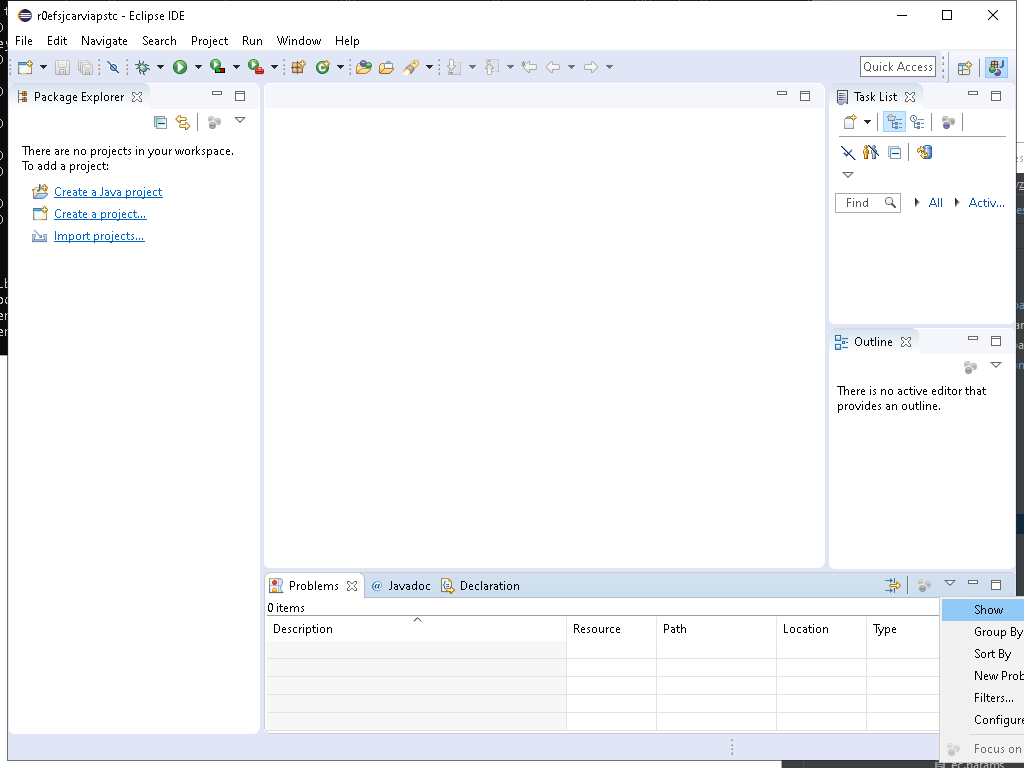 r0efsjcarviapstc - Eclipse IDE
File Edit Navigate Search Project Run Window Help
Quick Access
Package Explorer
There are no projects in your workspace.
To add a project:
Create a Java project
Create a project...
Import projects...
Task List
Find All Activ...
Outline
There is no active editor that
provides an outline.
Problems @ Javadoc Declaration
0 items
Description Resource Path Location Type
Show
Group By
Sort By
New Prob
Filters...
Configure
Focus on
ec.params